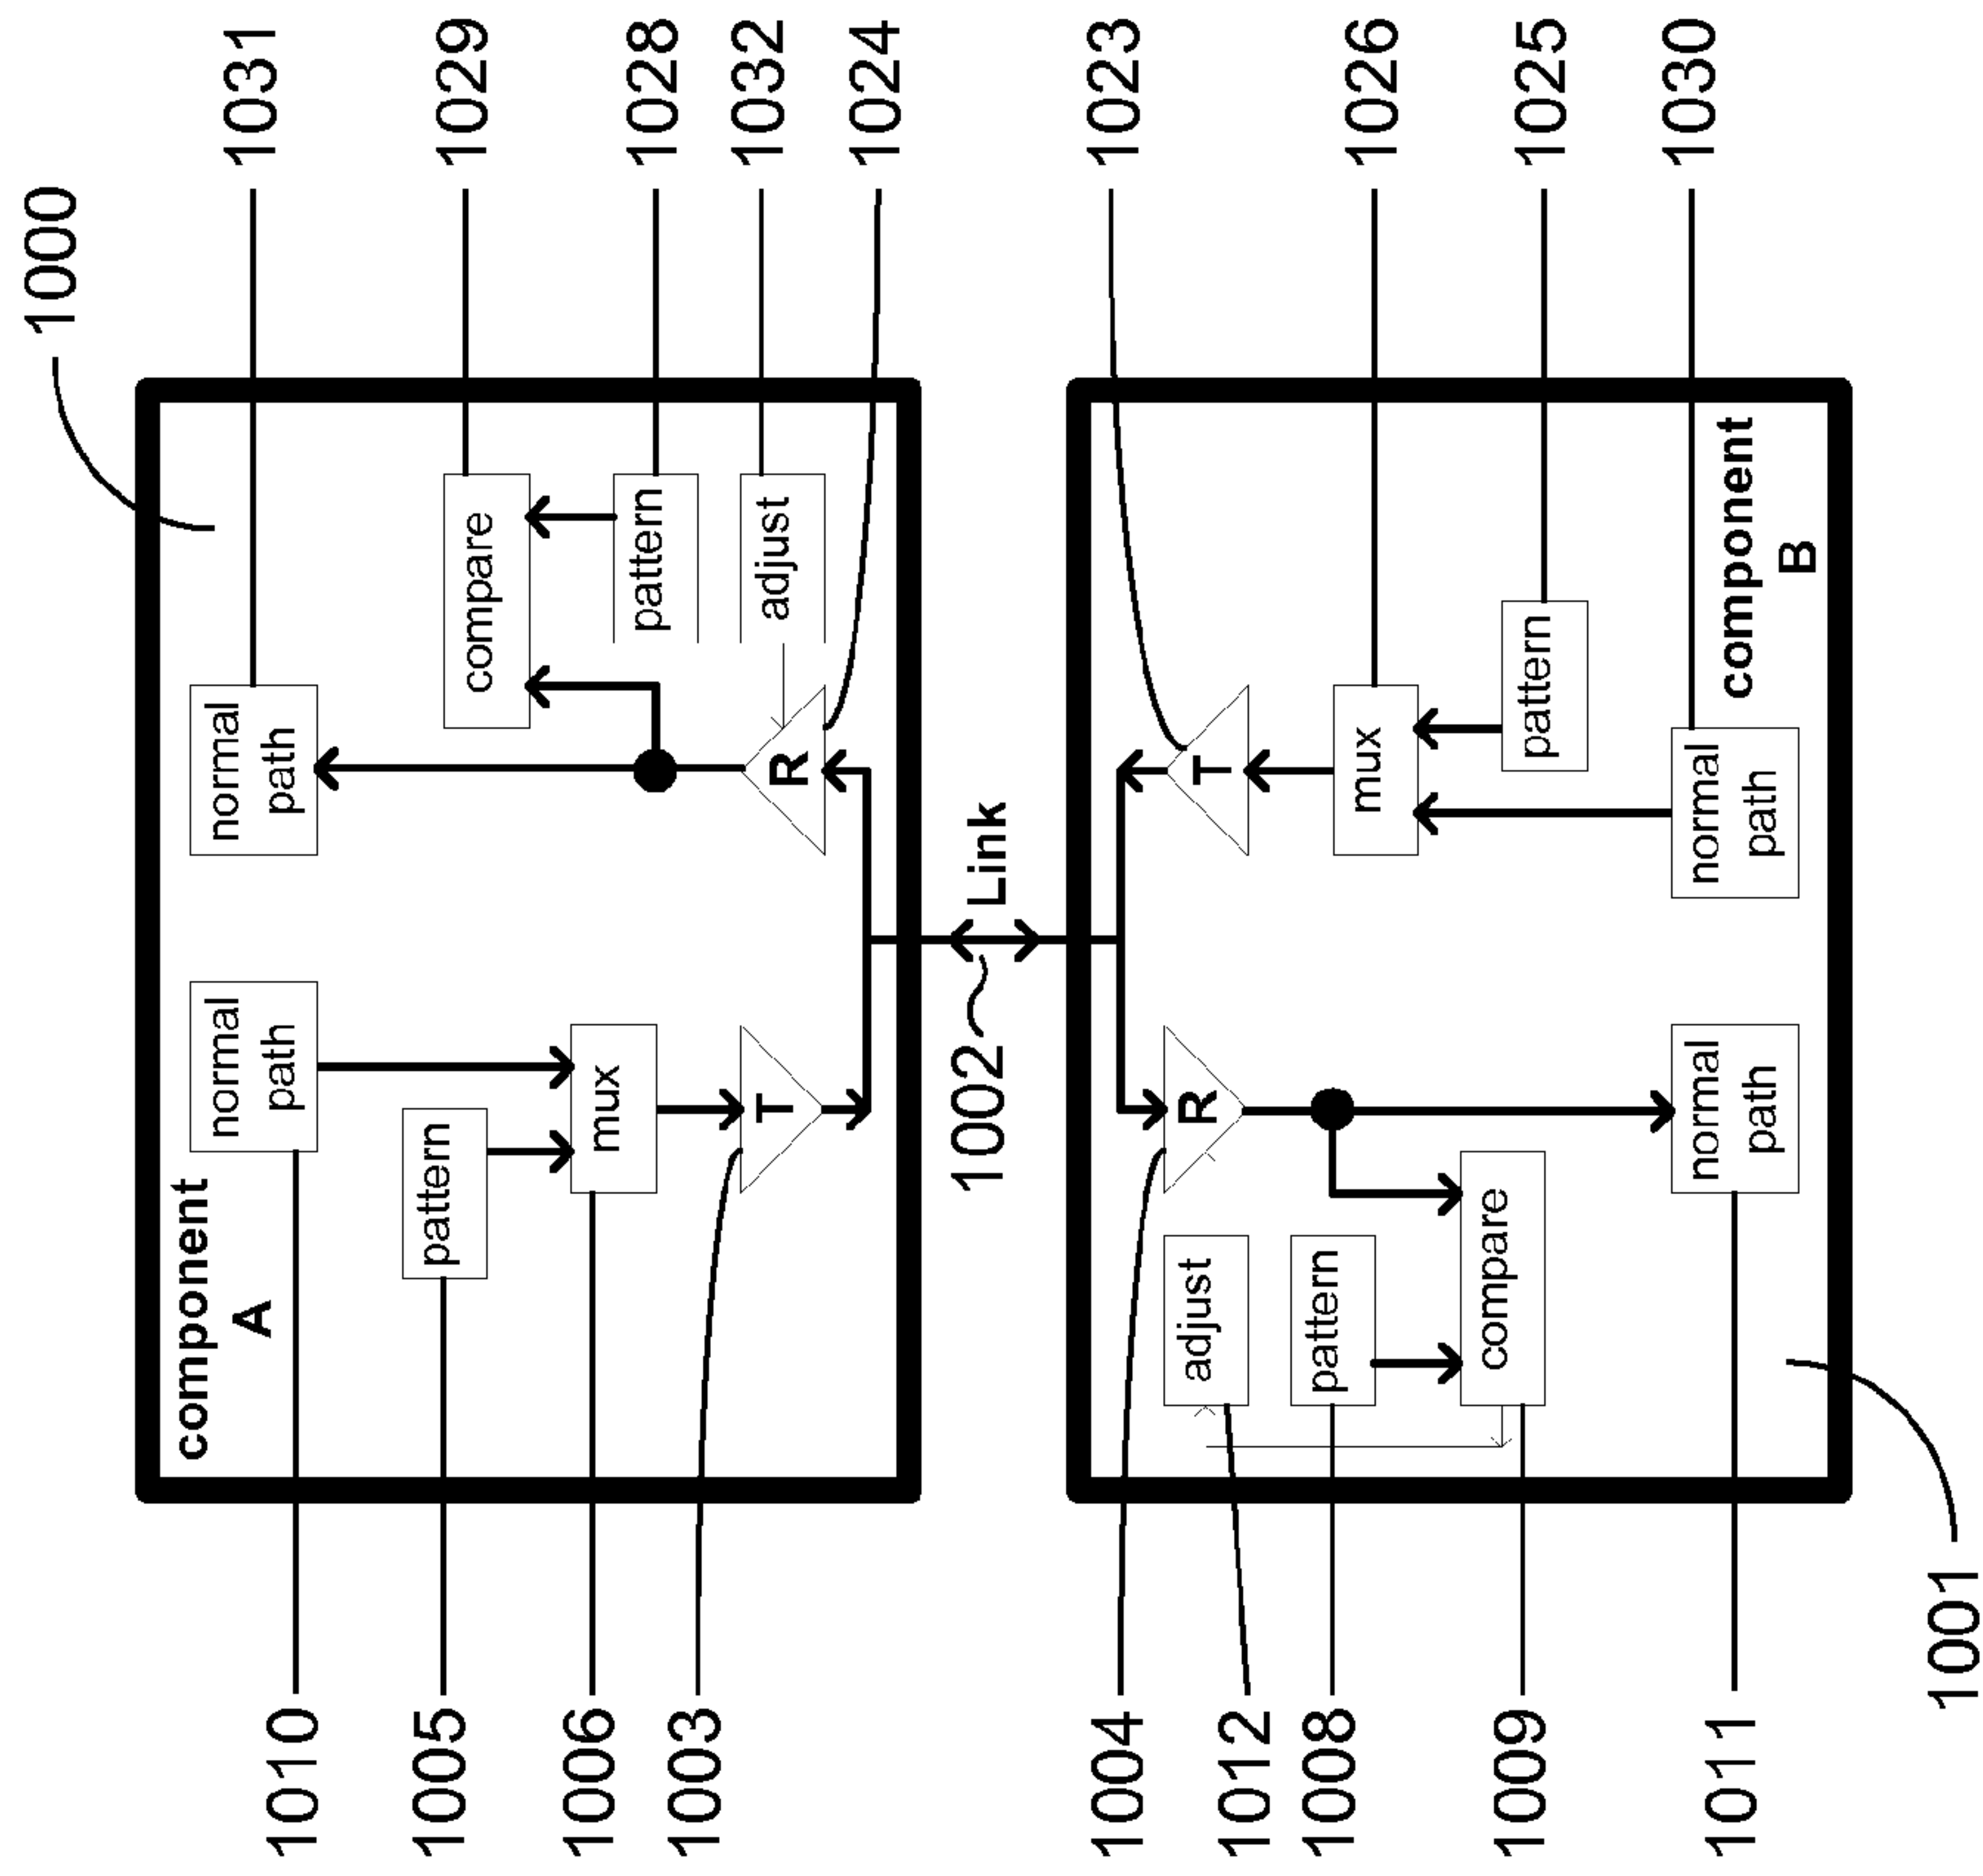 1000
1031
1029
1028
1032
1024
1023
1026
1025
1030
component
A
normal
path
pattern
mux
T
normal
path
compare
pattern
adjust
R
1002
Link
R
adjust
pattern
compare
normal
path
T
mux
pattern
normal
path
component
B
1010
1005
1006
1003
1004
1012
1008
1009
1011
1001